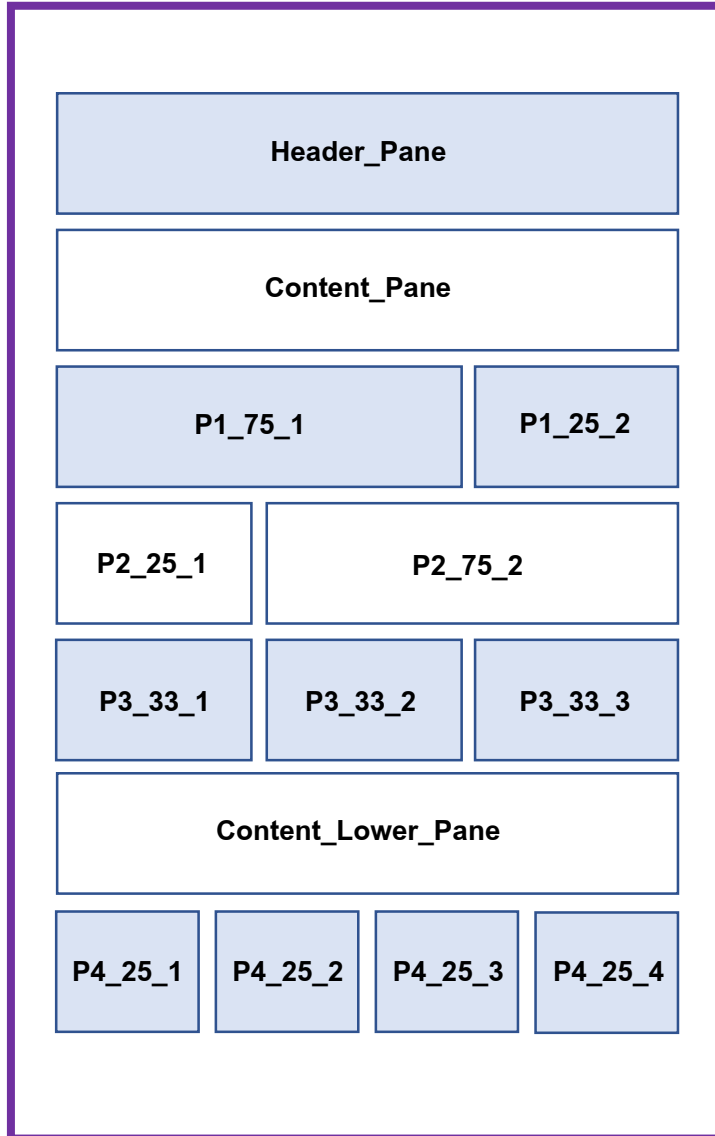 Header_Pane
Content_Pane
P1_75_1
P1_25_2
P2_25_1
P2_75_2
P3_33_1
P3_33_2
P3_33_3
Content_Lower_Pane
P4_25_1
P4_25_2
P4_25_3
P4_25_4